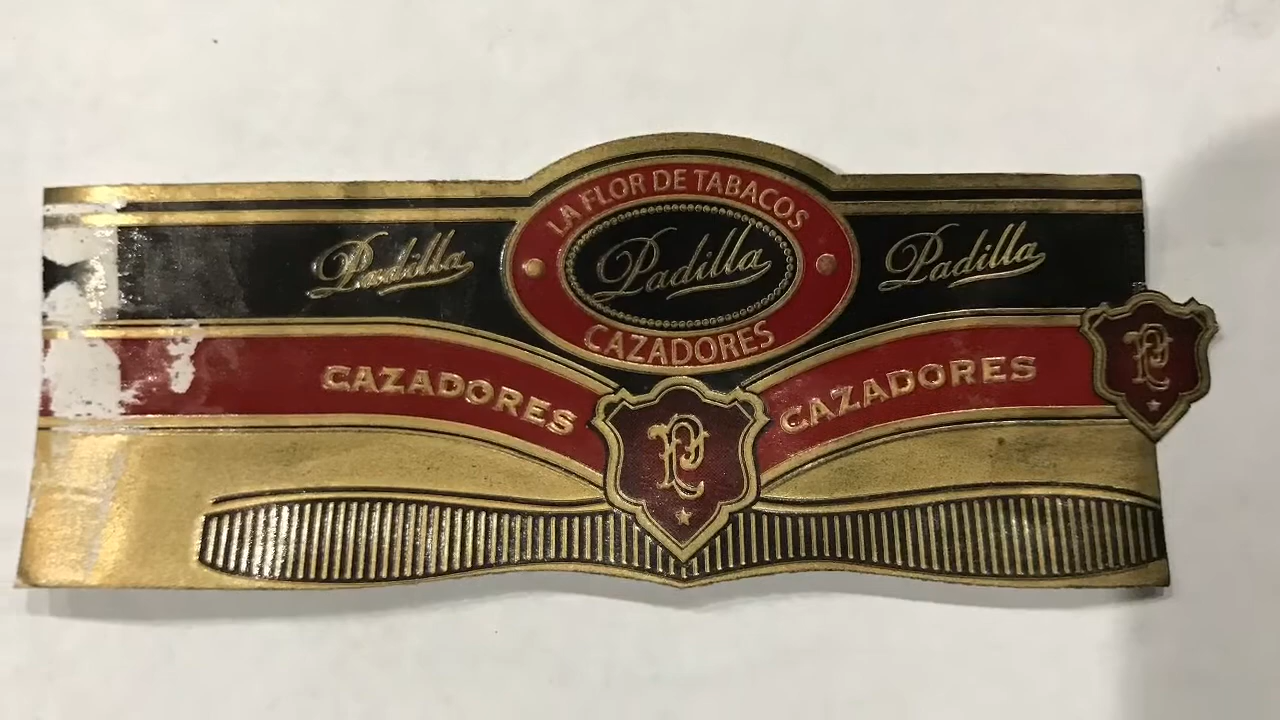 LA FLOR DE TABACOS
Padilla
Padilla
Padilla
CAZADORES
CAZADORES
CAZADORES
P
P